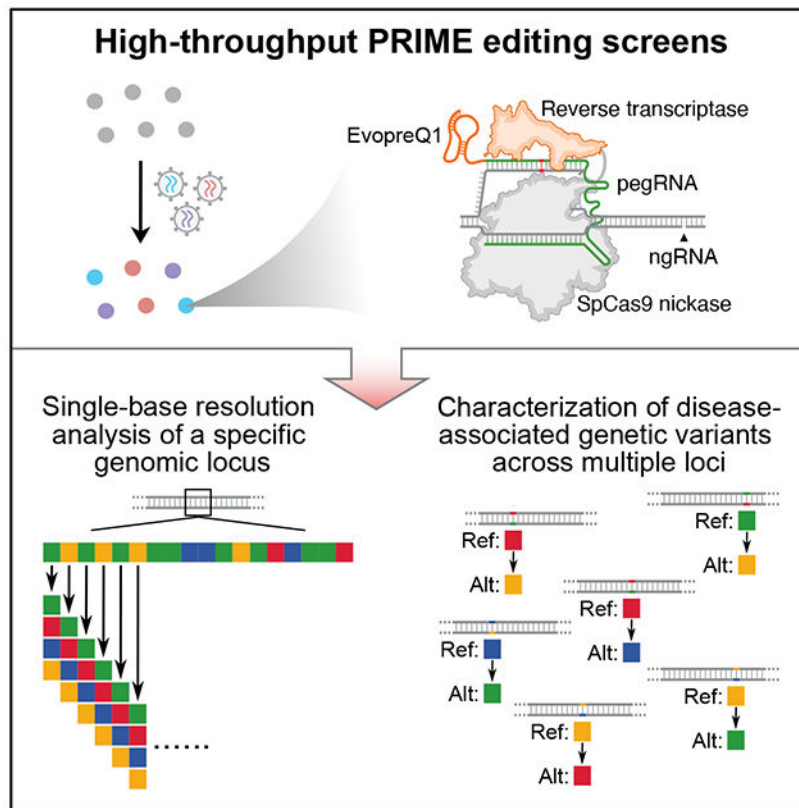 High-throughput PRIME editing screens
EvopreQ1
Reverse transcriptase
pegRNA
ngRNA
SpCas9 nickase
Single-base resolution
analysis of a specific
genomic locus
Characterization of disease-
associated genetic variants
across multiple loci
Ref:
Alt:
Ref:
Alt:
Ref:
Alt:
Ref:
Alt:
Ref:
Alt:
Ref:
Alt: